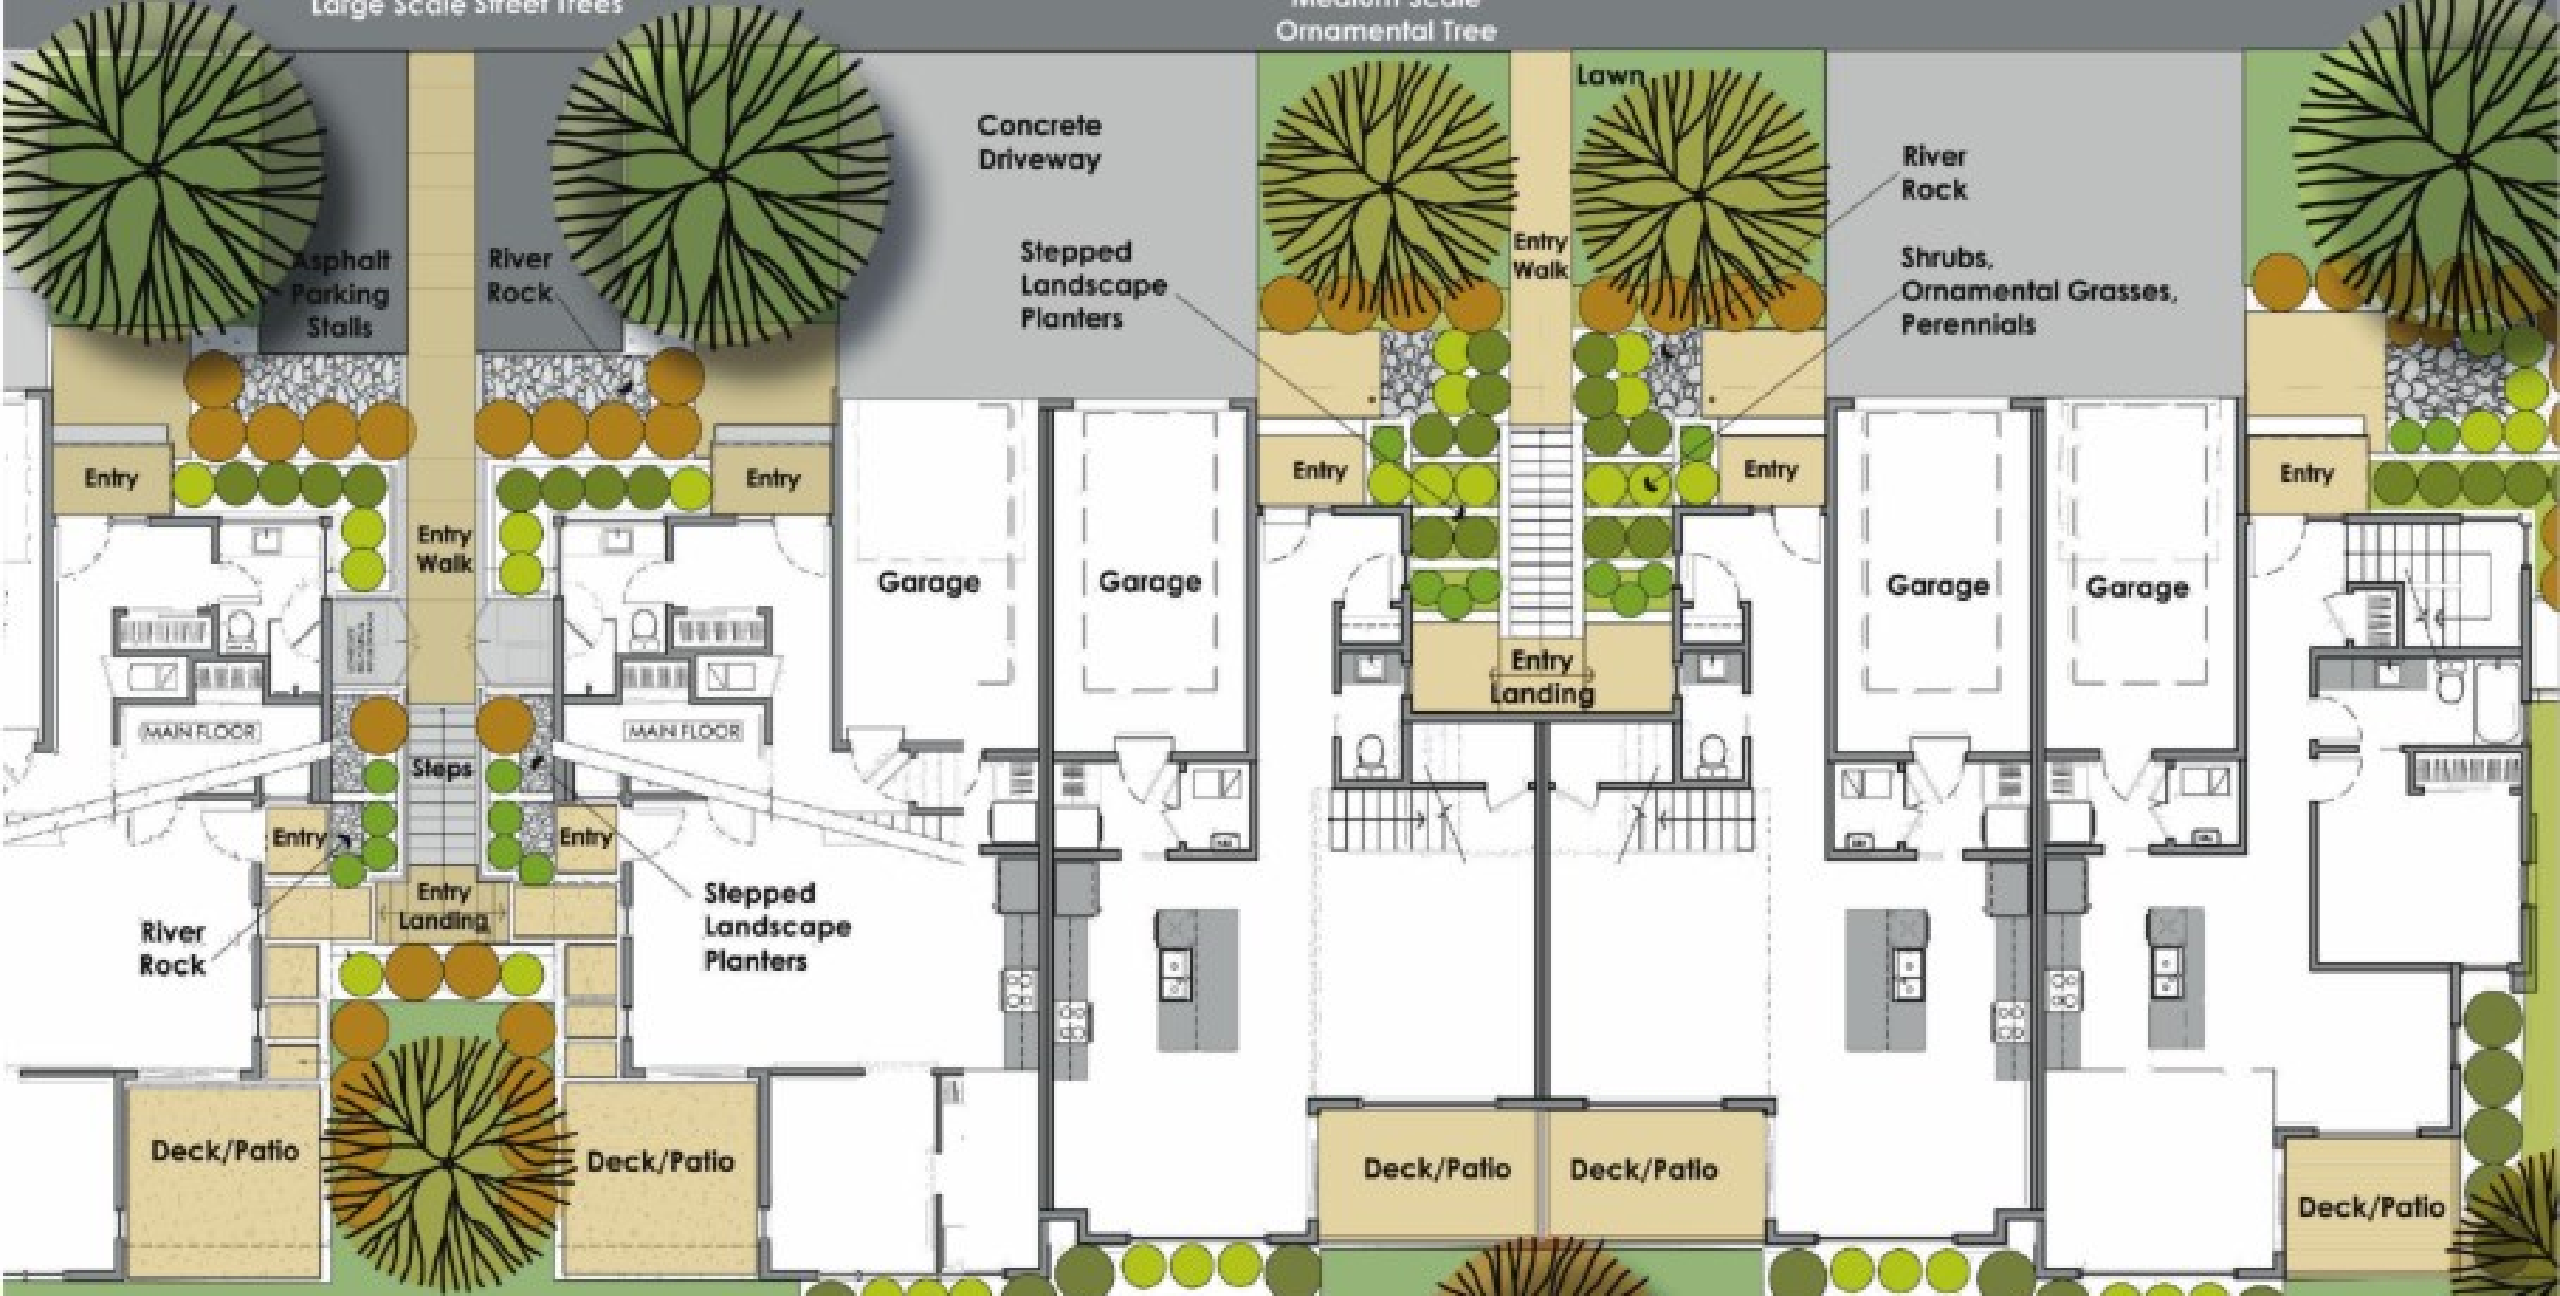 Large Scale Street Trees
Medium Scale
Ornamental Tree
Lawn
Concrete
Driveway
River
Rock
Entry
Walk
Stepped
Landscape
Planters
Shrubs,
Ornamental Grasses,
Perennials
Asphalt
Parking
Stalls
River
Rock
Entry
Entry
Entry
Entry
Entry
Entry
Walk
Garage
Garage
Garage
Garage
Entry
Landing
MAIN FLOOR
MAIN FLOOR
Steps
Entry
Entry
Entry
Landing
River
Rock
Stepped
Landscape
Planters
Deck/Patio
Deck/Patio
Deck/Patio
Deck/Patio
Deck/Patio